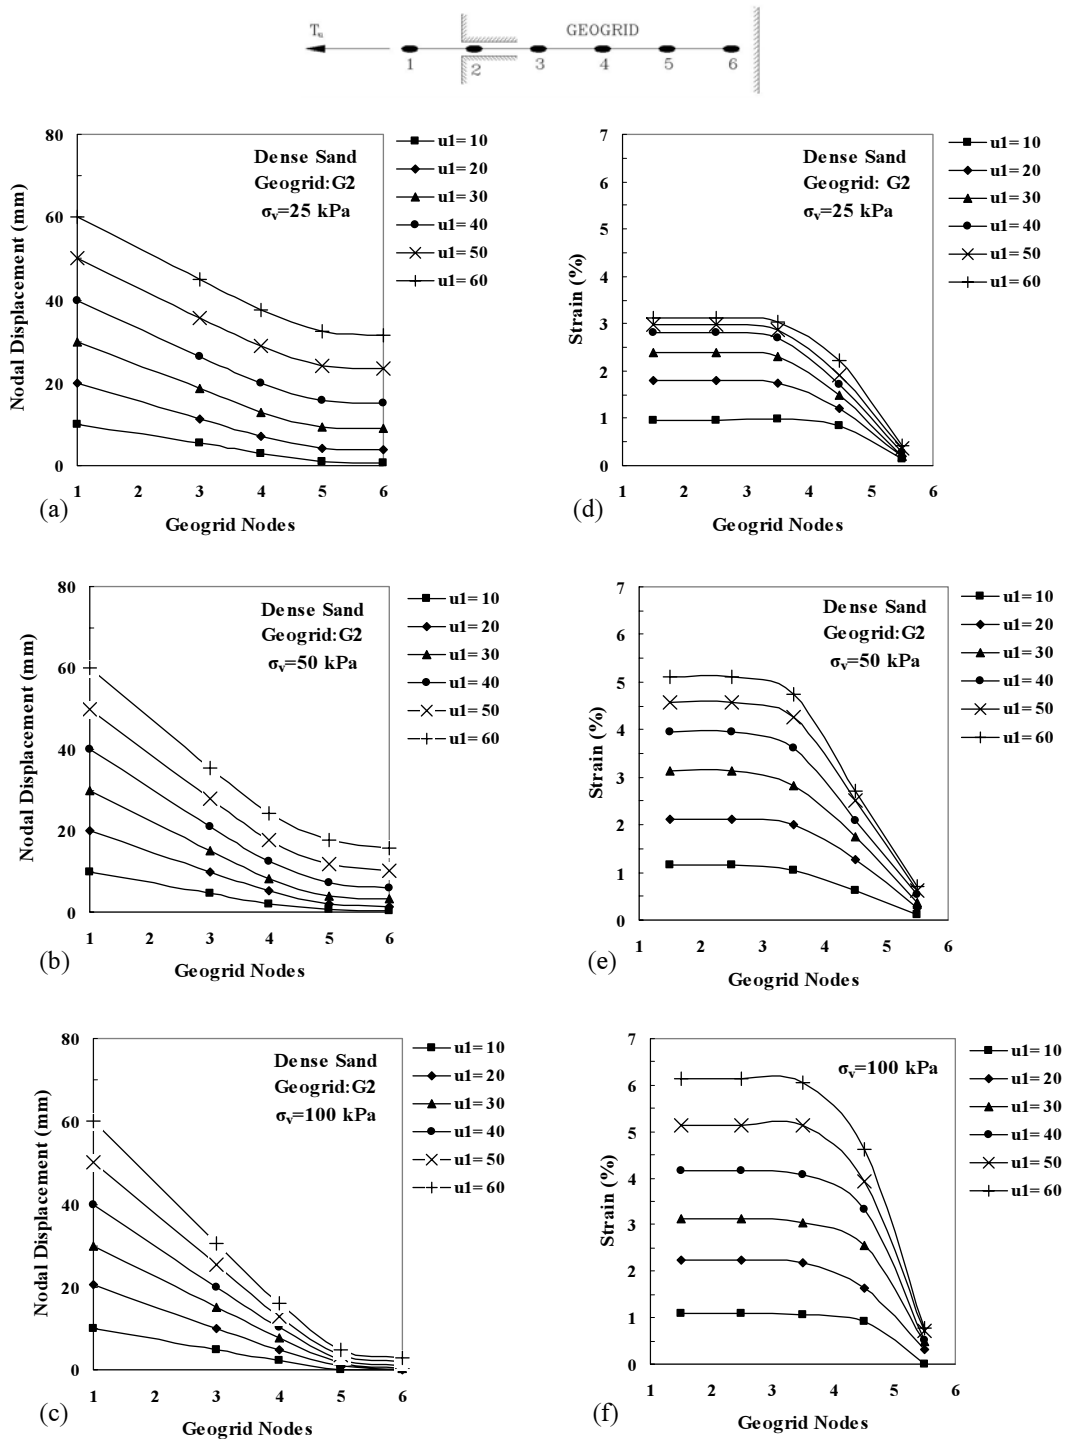 Tᵤ
GEOGRID
1 2 3 4 5 6
80
60
40
20
0
1 2 3 4 5 6
Nodal Displacement (mm)
Geogrid Nodes
Dense Sand
Geogrid:G2
σv=25 kPa
u1= 10
u1= 20
u1= 30
u1= 40
u1= 50
u1= 60
(a)
7
6
5
4
3
2
1
0
1 2 3 4 5 6
Strain (%)
Geogrid Nodes
Dense Sand
Geogrid: G2
σv=25 kPa
u1= 10
u1= 20
u1= 30
u1= 40
u1= 50
u1= 60
(d)
80
60
40
20
0
1 2 3 4 5 6
Nodal Displacement (mm)
Geogrid Nodes
Dense Sand
Geogrid:G2
σv=50 kPa
u1= 10
u1= 20
u1= 30
u1= 40
u1= 50
u1= 60
(b)
7
6
5
4
3
2
1
0
1 2 3 4 5 6
Strain (%)
Geogrid Nodes
Dense Sand
Geogrid:G2
σv=50 kPa
u1= 10
u1= 20
u1= 30
u1= 40
u1= 50
u1= 60
(e)
80
60
40
20
0
1 2 3 4 5 6
Nodal Displacement (mm)
Geogrid Nodes
Dense Sand
Geogrid:G2
σv=100 kPa
u1= 10
u1= 20
u1= 30
u1= 40
u1= 50
u1= 60
(c)
7
6
5
4
3
2
1
0
1 2 3 4 5 6
Strain (%)
Geogrid Nodes
σv=100 kPa
u1= 10
u1= 20
u1= 30
u1= 40
u1= 50
u1= 60
(f)